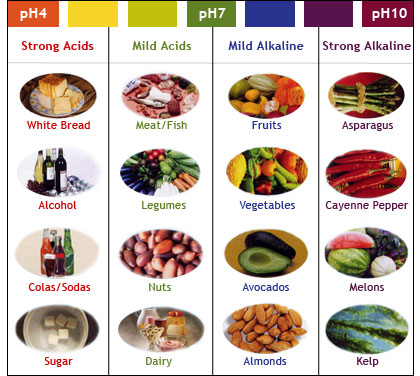 pH4 pH7 pH10
Strong Acids Mild Acids Mild Alkaline Strong Alkaline
White Bread Meat/Fish Fruits Asparagus
Alcohol Legumes Vegetables Cayenne Pepper
Colas/Sodas Nuts Avocados Melons
Sugar Dairy Almonds Kelp